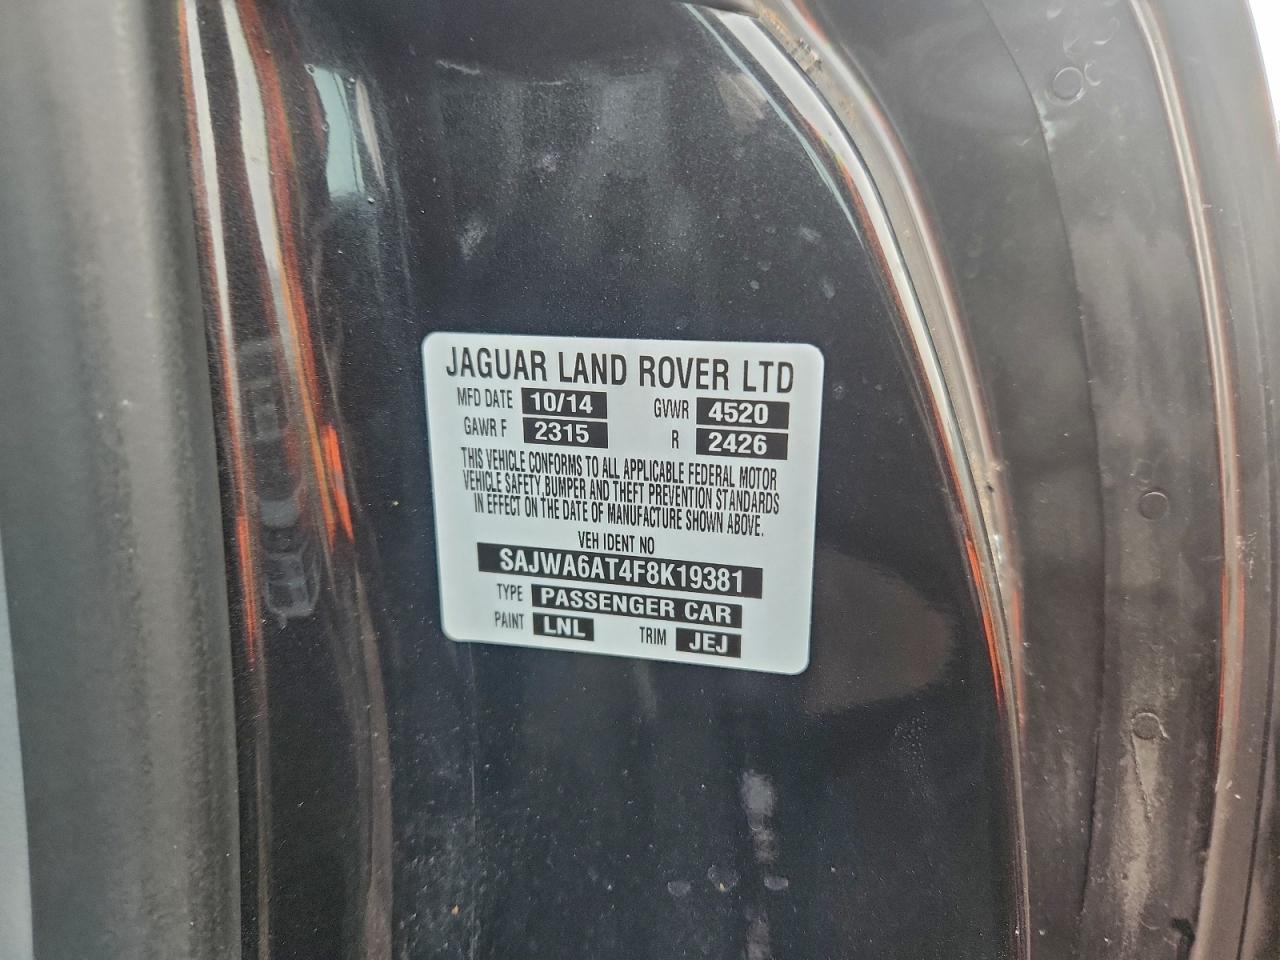 JAGUAR LAND ROVER LTD
MFD DATE 10/14 GVWR 4520
GAWR F 2315 R 2426
THIS VEHICLE CONFORMS TO ALL APPLICABLE FEDERAL MOTOR
VEHICLE SAFETY, BUMPER AND THEFT PREVENTION STANDARDS
IN EFFECT ON THE DATE OF MANUFACTURE SHOWN ABOVE.
VEH IDENT NO
SAJWA6AT4F8K19381
TYPE PASSENGER CAR
PAINT LNL TRIM JEJ